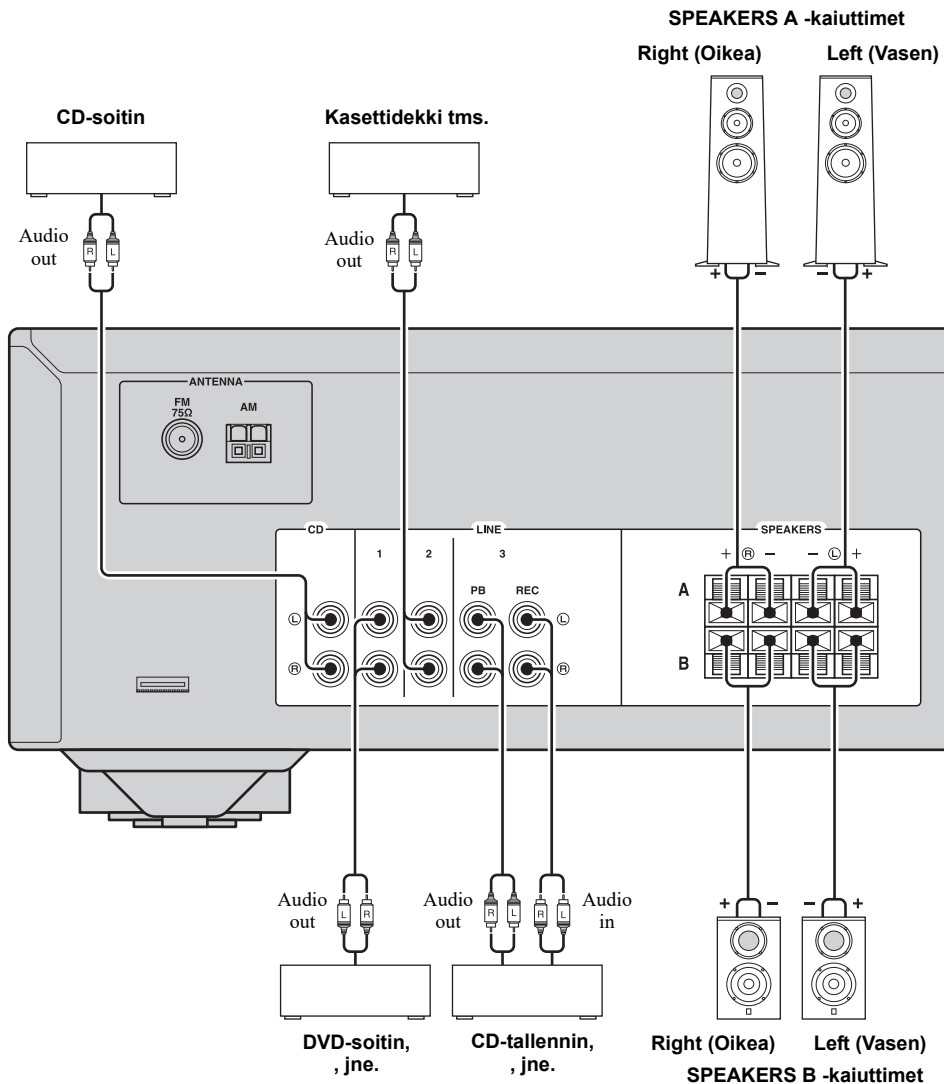 SPEAKERS A -kaiuttimet
Right (Oikea) Left (Vasen)
CD-soitin
Kasettidekki tms.
Audio out
R L
Audio out
R L
+ − − +
ANTENNA
FM 75Ω
AM
CD
LINE
1 2 3
PB REC
L L
R R
SPEAKERS
+ R − − L +
A
B
Audio out
L R
Audio out
R L
R L
Audio in
+ − − +
DVD-soitin,
, jne.
CD-tallennin,
, jne.
Right (Oikea) Left (Vasen)
SPEAKERS B -kaiuttimet